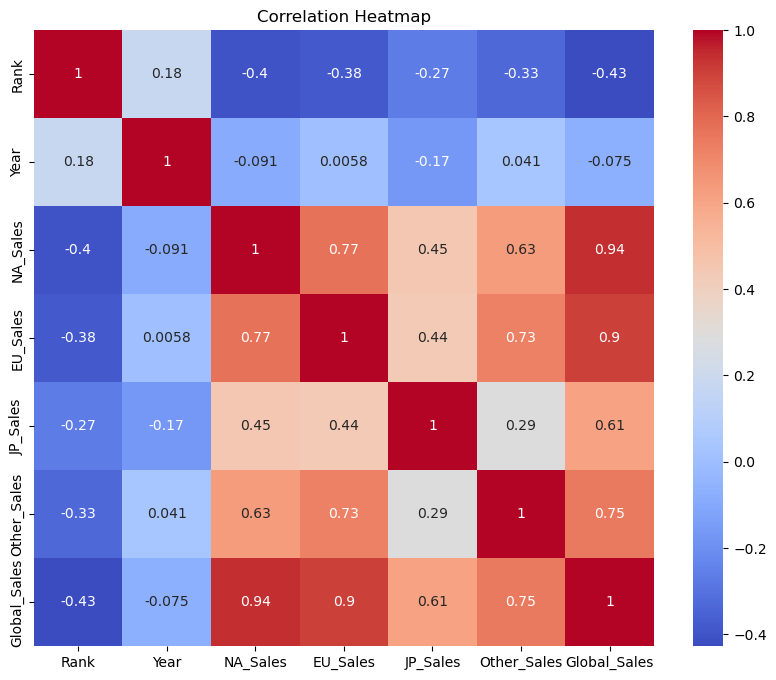 Correlation Heatmap
Rank 1 0.18 -0.4 -0.38 -0.27 -0.33 -0.43
Year 0.18 1 -0.091 0.0058 -0.17 0.041 -0.075
NA_Sales -0.4 -0.091 1 0.77 0.45 0.63 0.94
EU_Sales -0.38 0.0058 0.77 1 0.44 0.73 0.9
JP_Sales -0.27 -0.17 0.45 0.44 1 0.29 0.61
Other_Sales -0.33 0.041 0.63 0.73 0.29 1 0.75
Global_Sales -0.43 -0.075 0.94 0.9 0.61 0.75 1
Rank Year NA_Sales EU_Sales JP_Sales Other_Sales Global_Sales
1.0
0.8
0.6
0.4
0.2
0.0
−0.2
−0.4